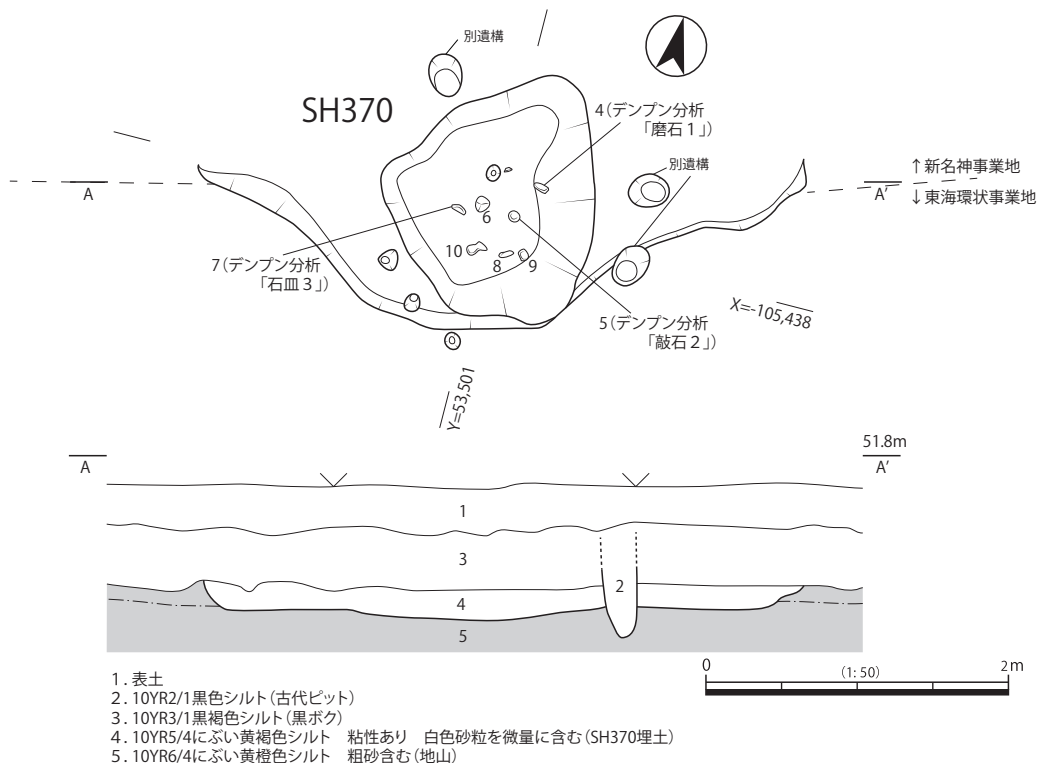 別遺構
SH370
4(デンプン分析
「磨石1」)
別遺構
↑新名神事業地
A
A'
↓東海環状事業地
6
10
8
9
7(デンプン分析
「石皿3」)
5(デンプン分析
「敲石2」)
X=-105,438
Y=53,501
51.8m
A
A'
1
3
2
4
5
0
(1:50)
2m
1.表土
2.10YR2/1黒色シルト(古代ピット)
3.10YR3/1黒褐色シルト(黒ボク)
4.10YR5/4にぶい黄褐色シルト 粘性あり 白色砂粒を微量に含む(SH370埋土)
5.10YR6/4にぶい黄橙色シルト 粗砂含む(地山)